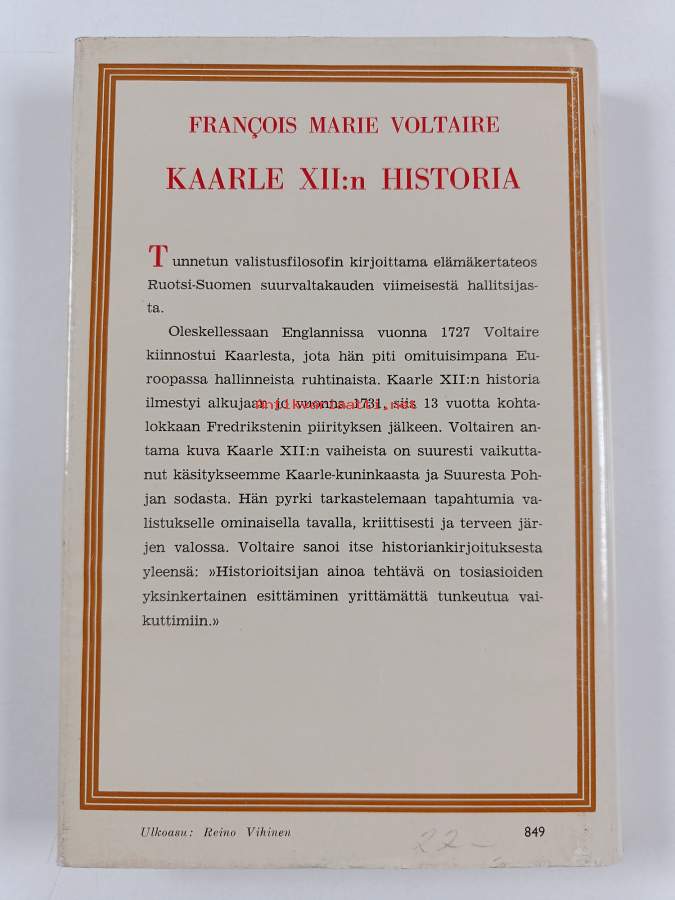 FRANÇOIS MARIE VOLTAIRE
KAARLE XII:n HISTORIA
Tunnetun valistusfilosofin kirjoittama elämäkertateos
Ruotsi-Suomen suurvaltakauden viimeisestä hallitsijas-
ta.
Oleskellessaan Englannissa vuonna 1727 Voltaire
kiinnostui Kaarlesta, jota hän piti omituisimpana Eu-
roopassa hallinneista ruhtinaista. Kaarle XII:n historia
ilmestyi alkujaan jo vuonna 1731, siis 13 vuotta kohta-
antikvariaatti.net
lokkaan Fredrikstenin piirityksen jälkeen. Voltairen an-
tama kuva Kaarle XII:n vaiheista on suuresti vaikutta-
nut käsitykseemme Kaarle-kuninkaasta ja Suuresta Poh-
jan sodasta. Hän pyrki tarkastelemaan tapahtumia va-
listukselle ominaisella tavalla, kriittisesti ja terveen jär-
jen valossa. Voltaire sanoi itse historiankirjoituksesta
yleensä: »Historioitsijan ainoa tehtävä on tosiasioiden
yksinkertainen esittäminen yrittämättä tunkeutua vai-
kuttimiin.»
Ulkoasu: Reino Vihinen
22–
849